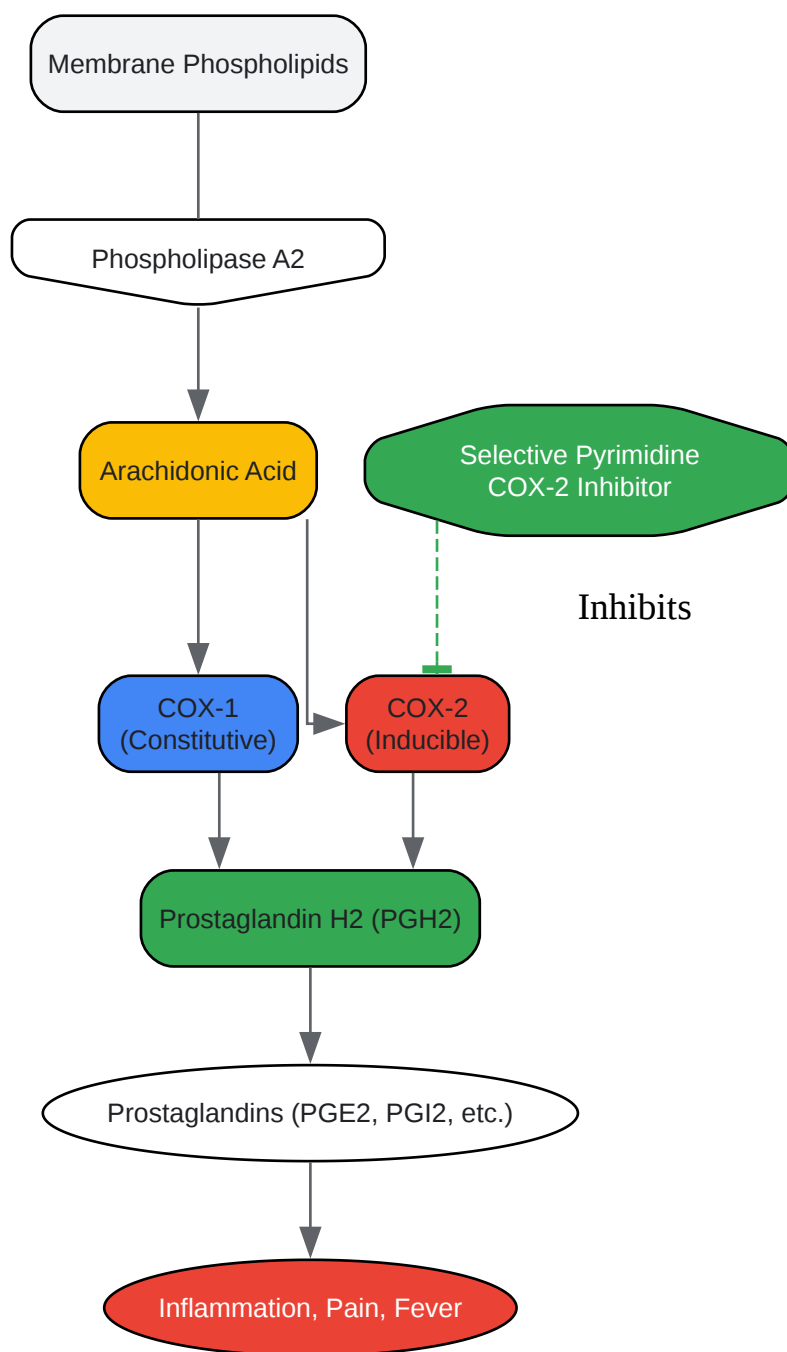 Membrane Phospholipids
Phospholipase A2
Arachidonic Acid
Selective Pyrimidine
COX-2 Inhibitor
Inhibits
COX-1
(Constitutive)
COX-2
(Inducible)
Prostaglandin H2 (PGH2)
Prostaglandins (PGE2, PGI2, etc.)
Inflammation, Pain, Fever